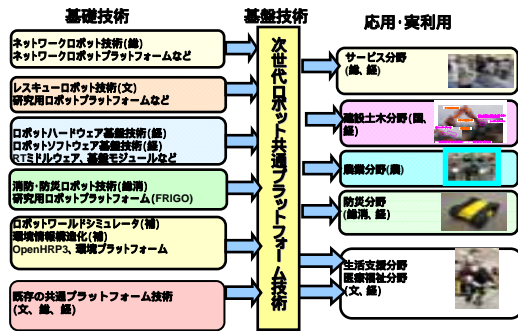 基礎技術
基盤技術
応用・実利用
ネットワークロボット技術(総)
ネットワークロボットプラットフォームなど
レスキューロボット技術(文)
研究用ロボットプラットフォームなど
ロボットハードウェア基盤技術(経)
ロボットソフトウェア基盤技術(経)
RTミドルウェア、基盤モジュールなど
消防・防災ロボット技術(総消)
研究用ロボットプラットフォーム(FRIGO)
ロボットワールドシミュレータ(補)
環境情報構造化(補)
OpenHRP3、環境プラットフォーム
既存の共通プラットフォーム技術
(文、総、経)
次世代ロボット共通プラットフォーム技術
サービス分野
(総、経)
建設土木分野(国、
経)
農業分野(農)
防災分野
(総消、経)
生活支援分野
医療福祉分野
(文、経)